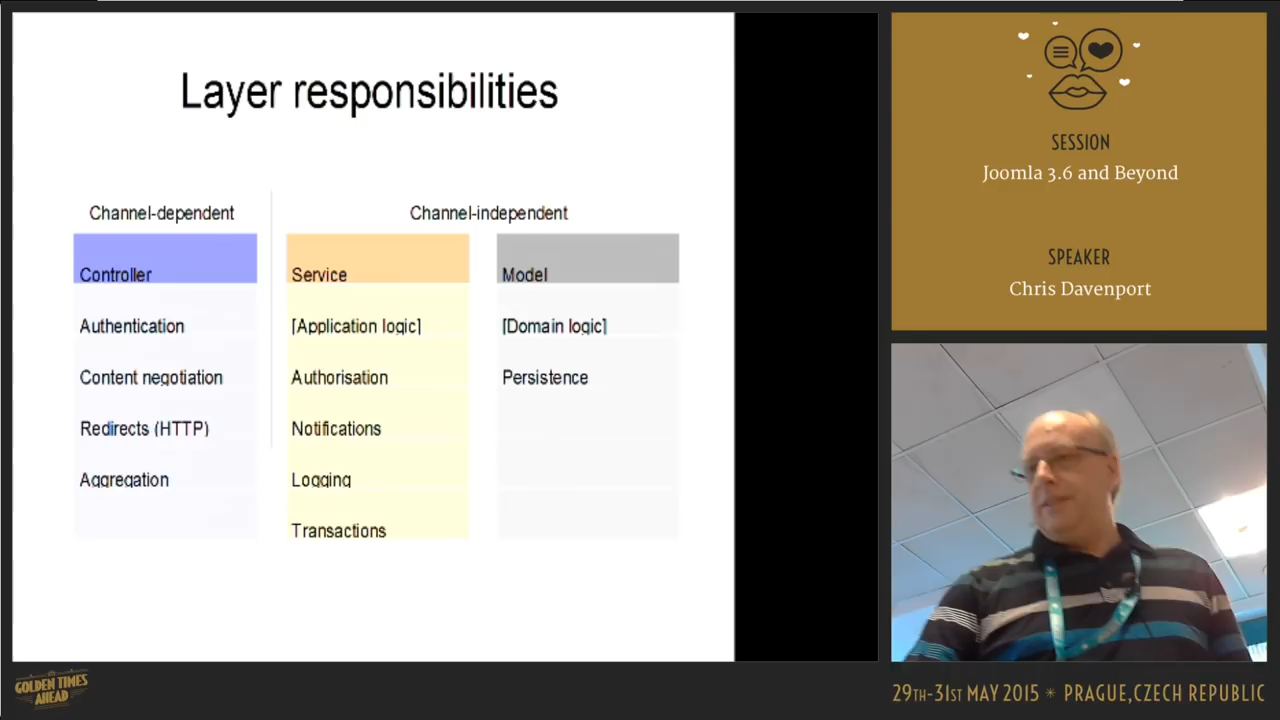 Layer responsibilities
Channel-dependent
Channel-independent
Controller
Service
Model
Authentication
[Application logic]
[Domain logic]
Content negotiation
Authorisation
Persistence
Redirects (HTTP)
Notifications
Aggregation
Logging
Transactions
SESSION
Joomla 3.6 and Beyond
SPEAKER
Chris Davenport
GOLDEN TIMES
AHEAD
29TH-31ST MAY 2015 * PRAGUE,CZECH REPUBLIC